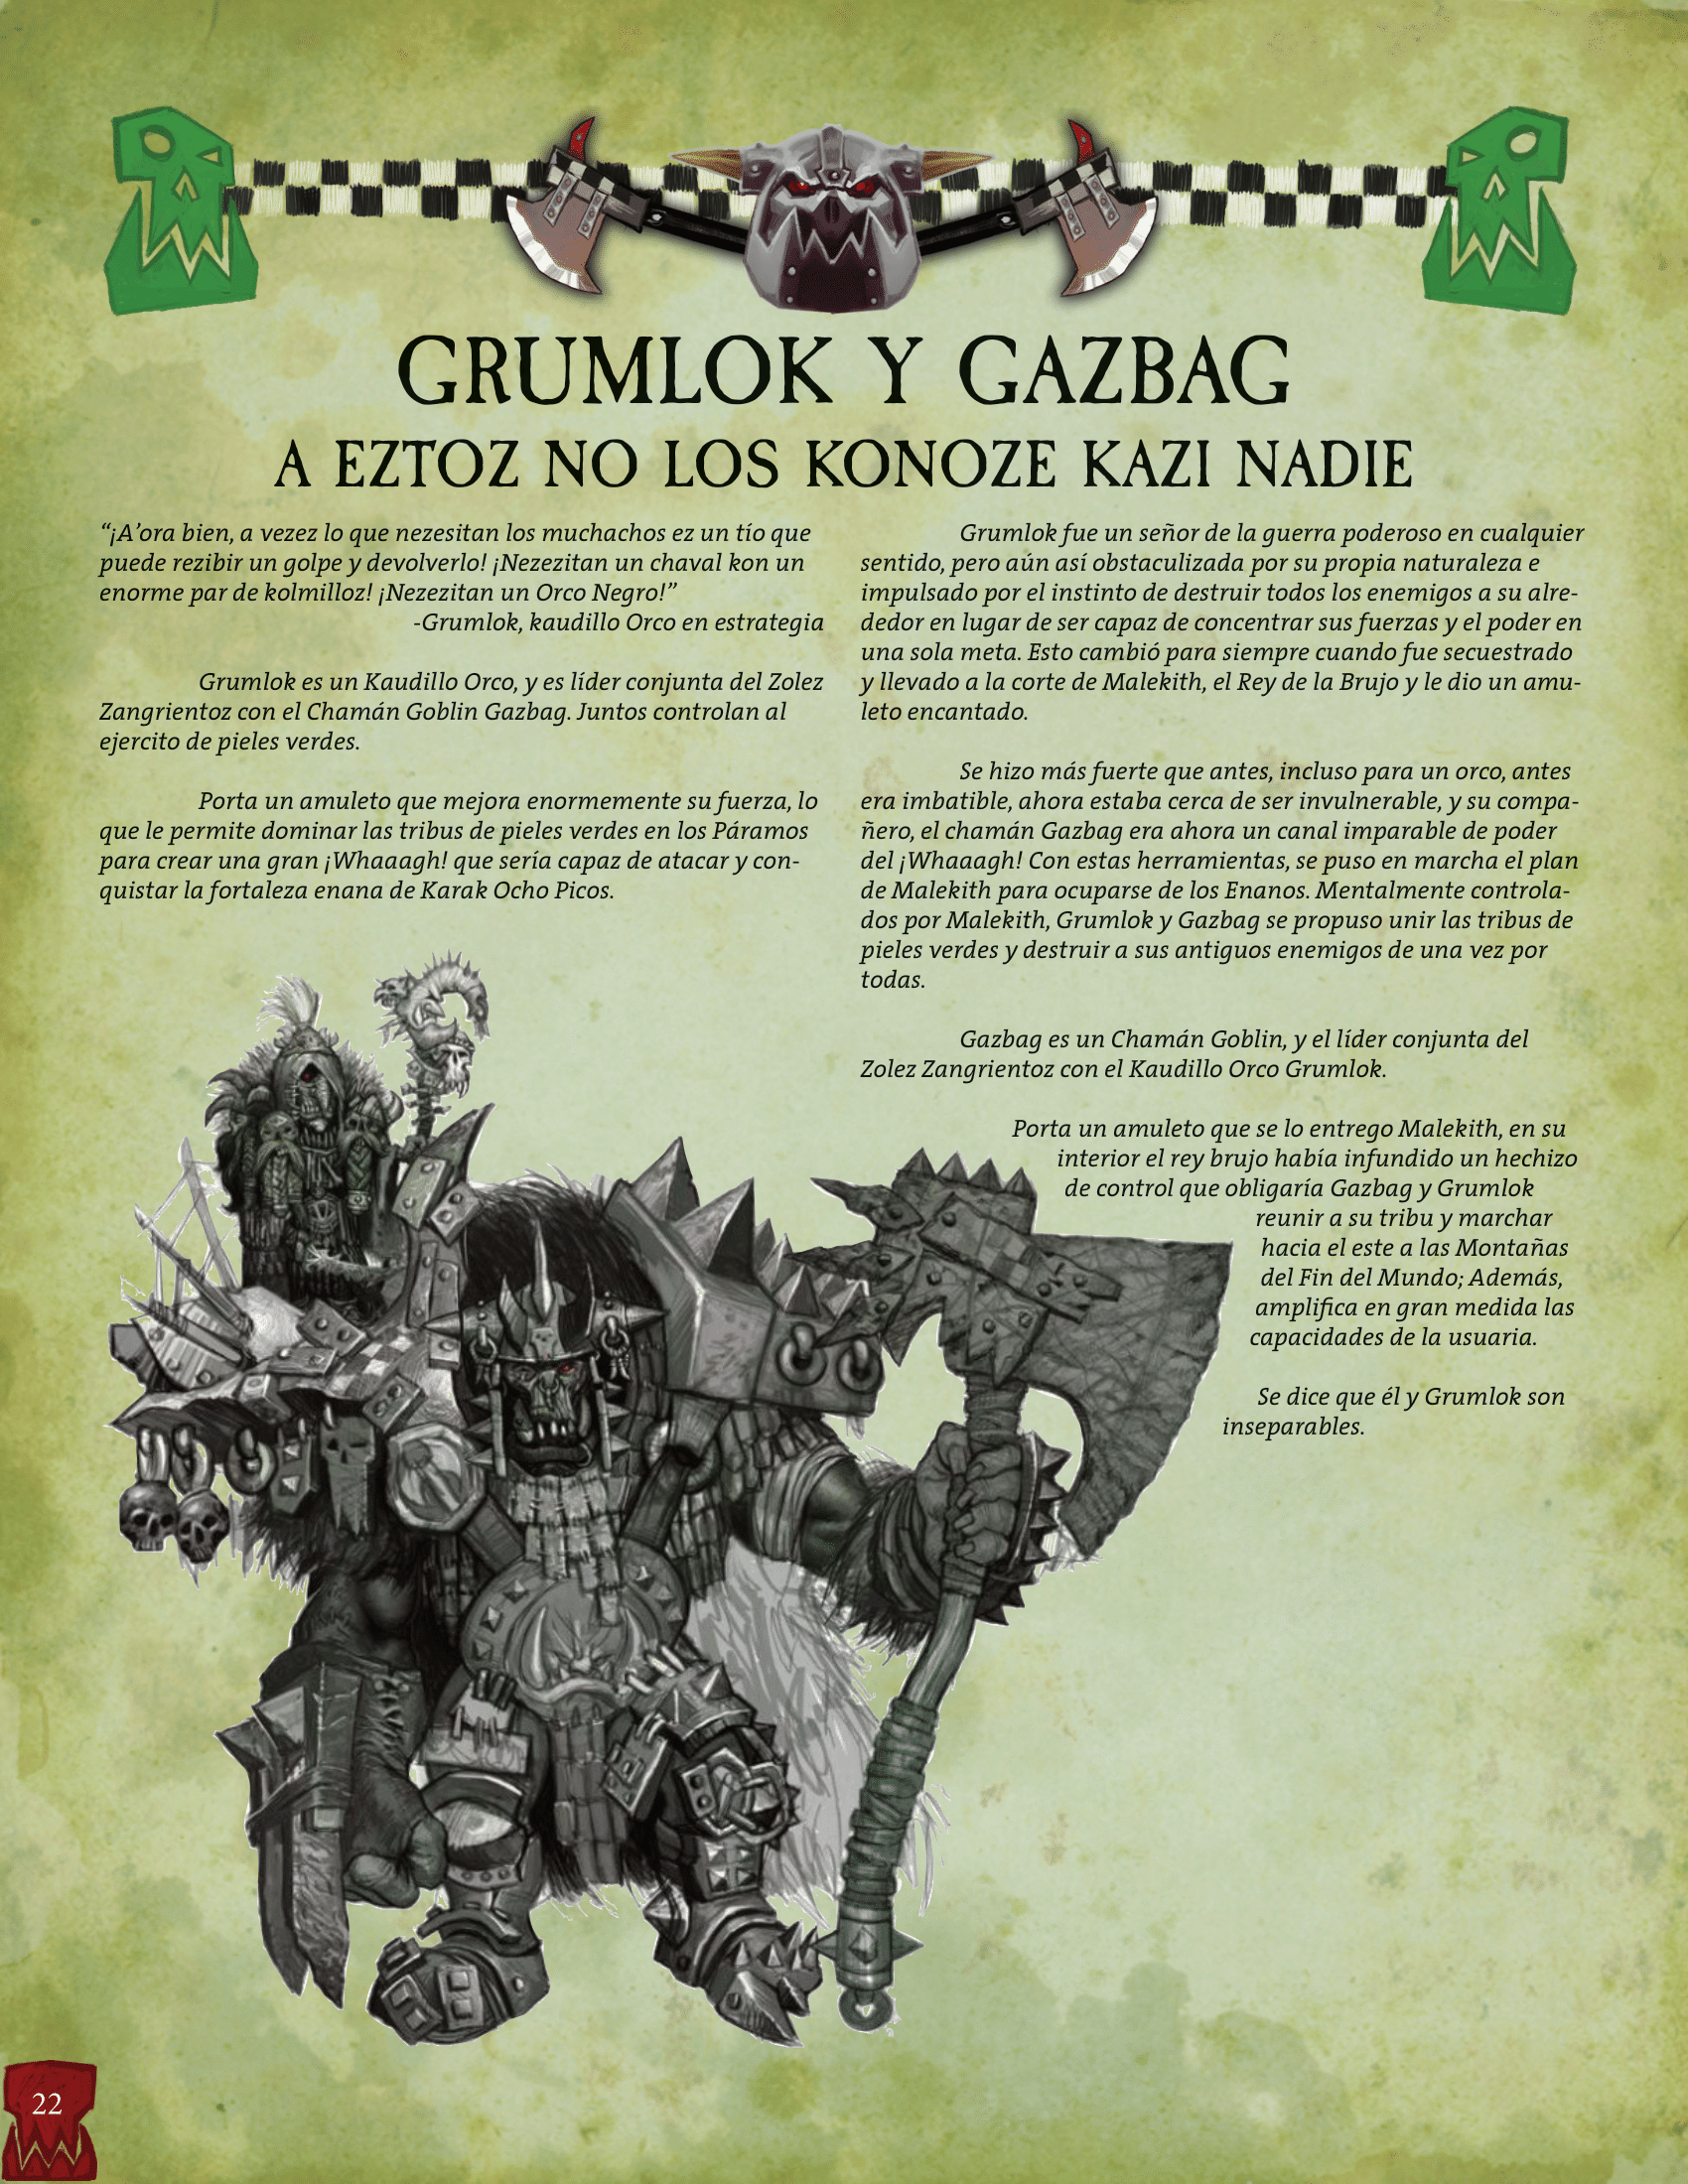 GRUMLOK Y GAZBAG
A EZTOZ NO LOS KONOZE KAZI NADIE
“¡A’ora bien, a vezez lo que nezesitan los muchachos ez un tío que
puede rezibir un golpe y devolverlo! ¡Nezezitan un chaval kon un
enorme par de kolmilloz! ¡Nezezitan un Orco Negro!”
-Grumlok, kaudillo Orco en estrategia
Grumlok es un Kaudillo Orco, y es líder conjunta del Zolez
Zangrientoz con el Chamán Goblin Gazbag. Juntos controlan al
ejercito de pieles verdes.
Porta un amuleto que mejora enormemente su fuerza, lo
que le permite dominar las tribus de pieles verdes en los Páramos
para crear una gran ¡Whaaagh! que sería capaz de atacar y con-
quistar la fortaleza enana de Karak Ocho Picos.
Grumlok fue un señor de la guerra poderoso en cualquier
sentido, pero aún así obstaculizada por su propia naturaleza e
impulsado por el instinto de destruir todos los enemigos a su alre-
dedor en lugar de ser capaz de concentrar sus fuerzas y el poder en
una sola meta. Esto cambió para siempre cuando fue secuestrado
y llevado a la corte de Malekith, el Rey de la Brujo y le dio un amu-
leto encantado.
Se hizo más fuerte que antes, incluso para un orco, antes
era imbatible, ahora estaba cerca de ser invulnerable, y su compa-
ñero, el chamán Gazbag era ahora un canal imparable de poder
del ¡Whaaagh! Con estas herramientas, se puso en marcha el plan
de Malekith para ocuparse de los Enanos. Mentalmente controla-
dos por Malekith, Grumlok y Gazbag se propuso unir las tribus de
pieles verdes y destruir a sus antiguos enemigos de una vez por
todas.
Gazbag es un Chamán Goblin, y el líder conjunta del
Zolez Zangrientoz con el Kaudillo Orco Grumlok.
Porta un amuleto que se lo entrego Malekith, en su
interior el rey brujo había infundido un hechizo
de control que obligaría Gazbag y Grumlok
reunir a su tribu y marchar
hacia el este a las Montañas
del Fin del Mundo; Además,
amplifica en gran medida las
capacidades de la usuaria.
Se dice que él y Grumlok son
inseparables.
22